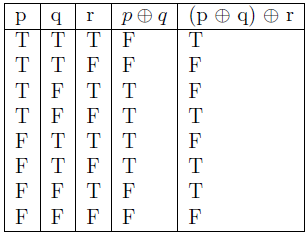 p q r p ⊕ q (p ⊕ q) ⊕ r
T T T F T
T T F F F
T F T T F
T F F T T
F T T T F
F T F T T
F F T F T
F F F F F